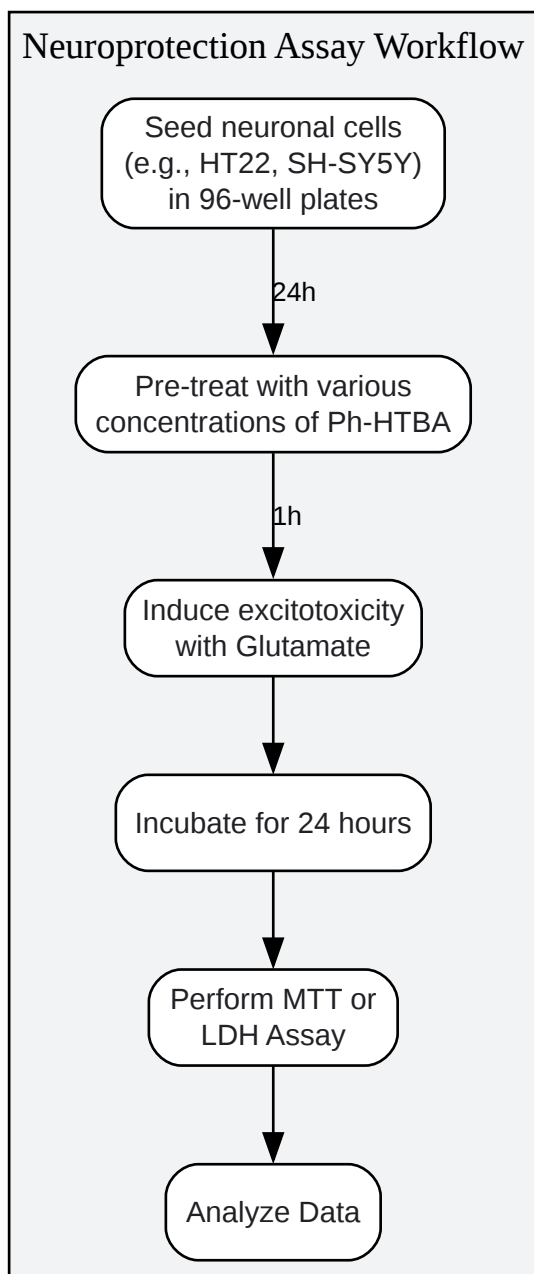 Neuroprotection Assay Workflow
Seed neuronal cells
(e.g., HT22, SH-SY5Y)
in 96-well plates
24h
Pre-treat with various
concentrations of Ph-HTBA
1h
Induce excitotoxicity
with Glutamate
Incubate for 24 hours
Perform MTT or
LDH Assay
Analyze Data